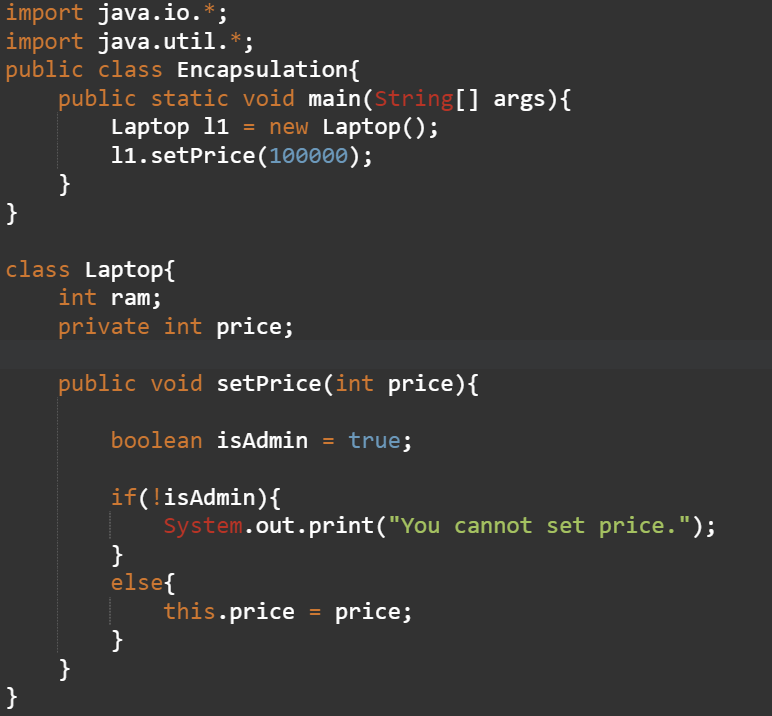 import java.io.*;
import java.util.*;
public class Encapsulation{
    public static void main(String[] args){
        Laptop l1 = new Laptop();
        l1.setPrice(100000);
    }
}

class Laptop{
    int ram;
    private int price;

    public void setPrice(int price){

        boolean isAdmin = true;

        if(!isAdmin){
            System.out.print("You cannot set price.");
        }
        else{
            this.price = price;
        }
    }
}